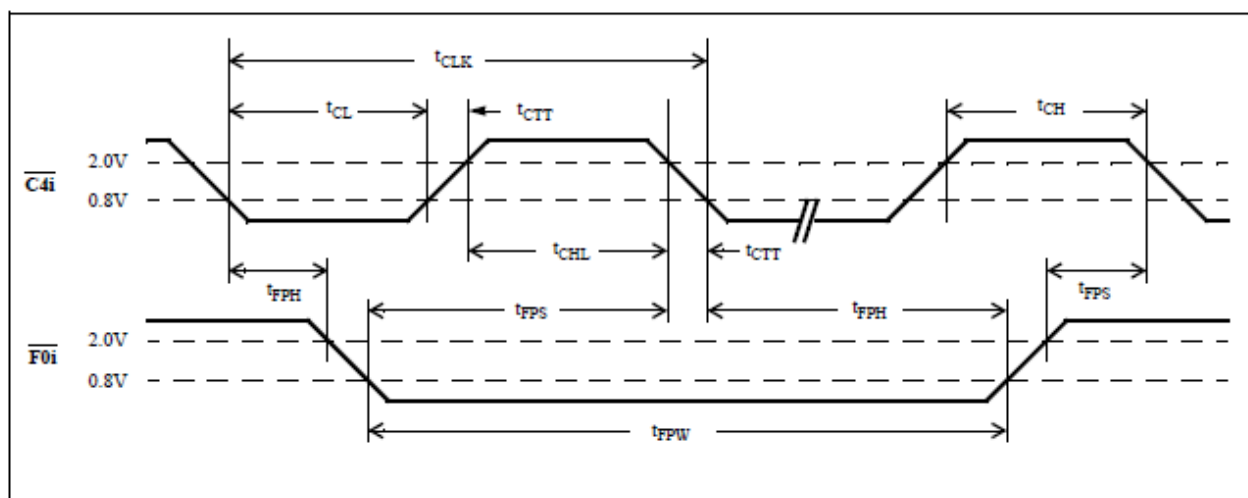 tCLK
tCL tCTT tCH
2.0V
C4i
0.8V
tCHL tCTT
tFPH tFPS
tFPS tFPH
2.0V
F0i
0.8V
tFPW